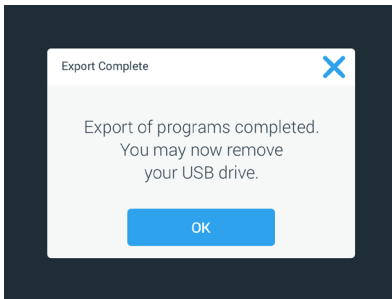 Export Complete
Export of programs completed.
You may now remove
your USB drive.
OK